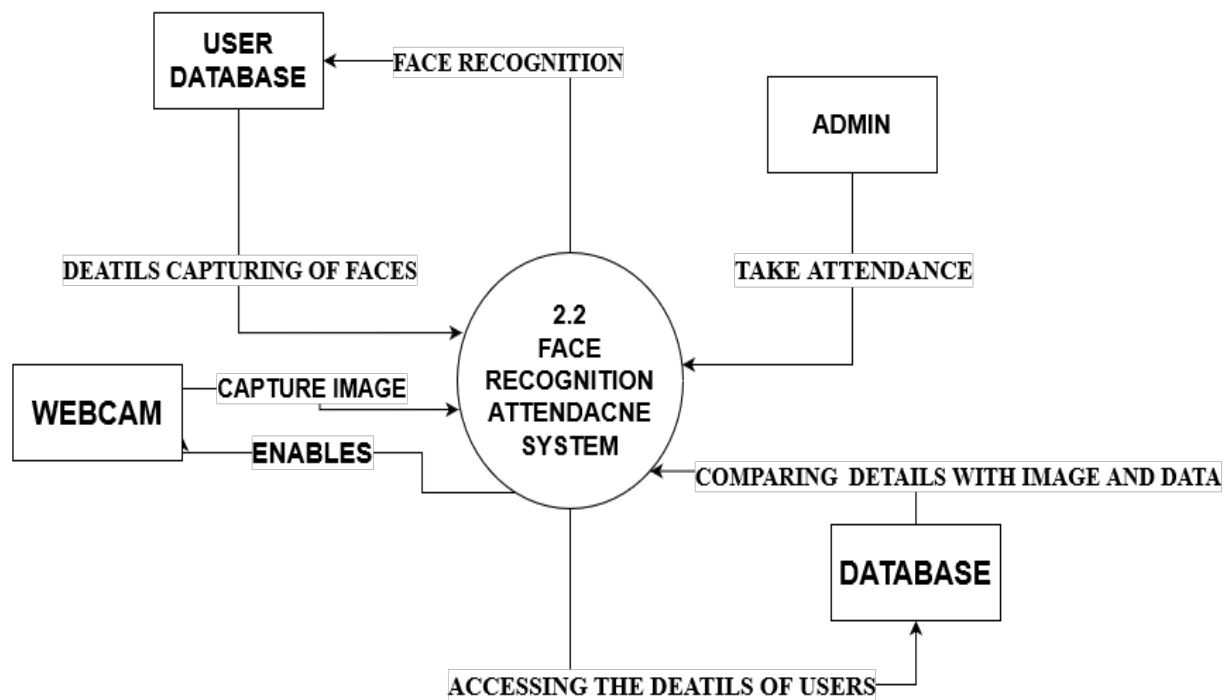 USER
DATABASE
FACE RECOGNITION
ADMIN
DEATILS CAPTURING OF FACES
TAKE ATTENDANCE
2.2
FACE
RECOGNITION
ATTENDACNE
SYSTEM
WEBCAM
CAPTURE IMAGE
ENABLES
COMPARING DETAILS WITH IMAGE AND DATA
DATABASE
ACCESSING THE DEATILS OF USERS